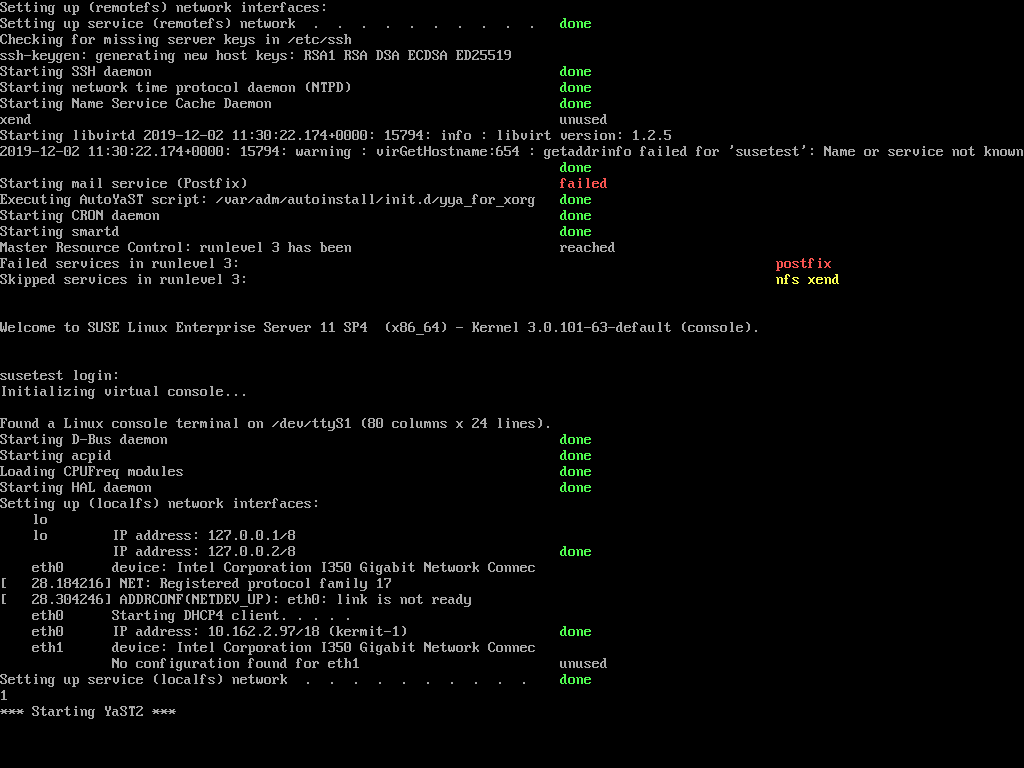 Setting up (remotefs) network interfaces:
Setting up service (remotefs) network  .  .  .  .  .  .  .  .  .  .   done
Checking for missing server keys in /etc/ssh
ssh-keygen: generating new host keys: RSA1 RSA DSA ECDSA ED25519
Starting SSH daemon                                                   done
Starting network time protocol daemon (NTPD)                          done
Starting Name Service Cache Daemon                                    done
xend                                                                  unused
Starting libvirtd 2019-12-02 11:30:22.174+0000: 15794: info : libvirt version: 1.2.5
2019-12-02 11:30:22.174+0000: 15794: warning : virGetHostname:654 : getaddrinfo failed for 'susetest': Name or service not known
                                                                      done
Starting mail service (Postfix)                                       failed
Executing AutoYaST script: /var/adm/autoinstall/init.d/yya_for_xorg   done
Starting CRON daemon                                                  done
Starting smartd                                                       done
Master Resource Control: runlevel 3 has been                          reached
Failed services in runlevel 3:                                                                   postfix
Skipped services in runlevel 3:                                                                  nfs xend
Welcome to SUSE Linux Enterprise Server 11 SP4  (x86_64) - Kernel 3.0.101-63-default (console).
susetest login:
Initializing virtual console...
Found a Linux console terminal on /dev/ttyS1 (80 columns x 24 lines).
Starting D-Bus daemon                                                 done
Starting acpid                                                        done
Loading CPUFreq modules                                               done
Starting HAL daemon                                                   done
Setting up (localfs) network interfaces:
    lo
    lo        IP address: 127.0.0.1/8
              IP address: 127.0.0.2/8                                 done
    eth0      device: Intel Corporation I350 Gigabit Network Connec
[   28.184216] NET: Registered protocol family 17
[   28.304246] ADDRCONF(NETDEV_UP): eth0: link is not ready
    eth0      Starting DHCP4 client. . . . .
    eth0      IP address: 10.162.2.97/18 (kermit-1)                   done
    eth1      device: Intel Corporation I350 Gigabit Network Connec
              No configuration found for eth1                         unused
Setting up service (localfs) network  .  .  .  .  .  .  .  .  .  .    done
1
*** Starting YaST2 ***